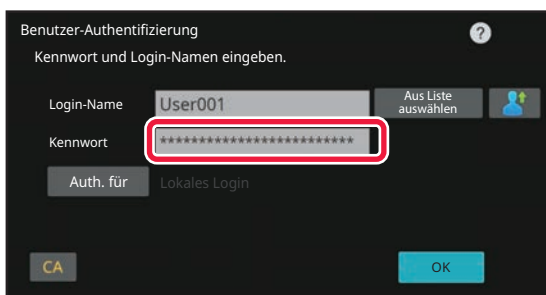 Benutzer-Authentifizierung ?
Kennwort und Login-Namen eingeben.
Login-Name User001 Aus Liste auswählen
Kennwort ************************
Auth. für Lokales Login
CA OK